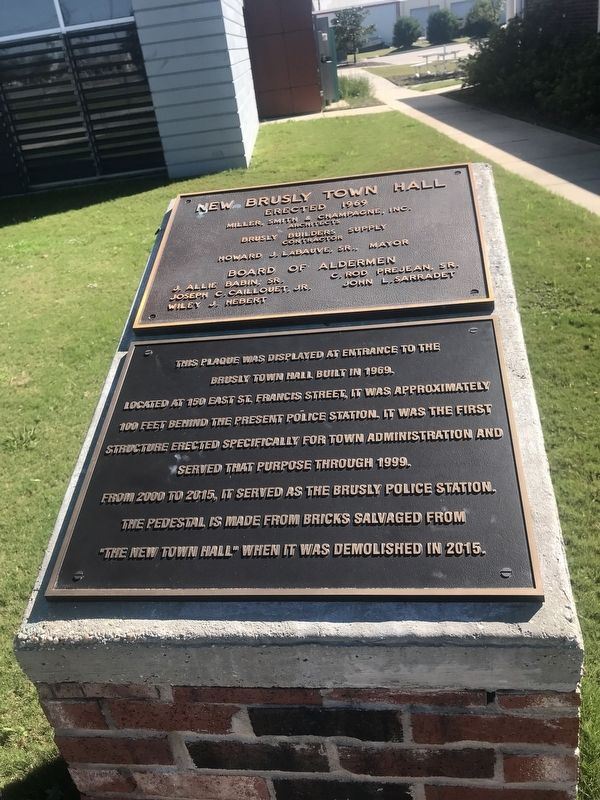 NEW BRUSLY TOWN HALL
ERECTED 1969
MILLER, SMITH & CHAMPAGNE, INC.
ARCHITECTS
BRUSLY BUILDERS SUPPLY
CONTRACTOR
HOWARD J. LABAUVE, SR., MAYOR
BOARD OF ALDERMEN
J. ALLIE BABIN, SR. C. ROD PREJEAN, SR.
JOSEPH C. CAILLOUET, JR. JOHN L. SARRADET
WILEY J. HEBERT
THIS PLAQUE WAS DISPLAYED AT ENTRANCE TO THE
BRUSLY TOWN HALL BUILT IN 1969.
LOCATED AT 150 EAST ST. FRANCIS STREET, IT WAS APPROXIMATELY
100 FEET BEHIND THE PRESENT POLICE STATION. IT WAS THE FIRST
STRUCTURE ERECTED SPECIFICALLY FOR TOWN ADMINISTRATION AND
SERVED THAT PURPOSE THROUGH 1999.
FROM 2000 TO 2015, IT SERVED AS THE BRUSLY POLICE STATION.
THE PEDESTAL IS MADE FROM BRICKS SALVAGED FROM
"THE NEW TOWN HALL" WHEN IT WAS DEMOLISHED IN 2015.